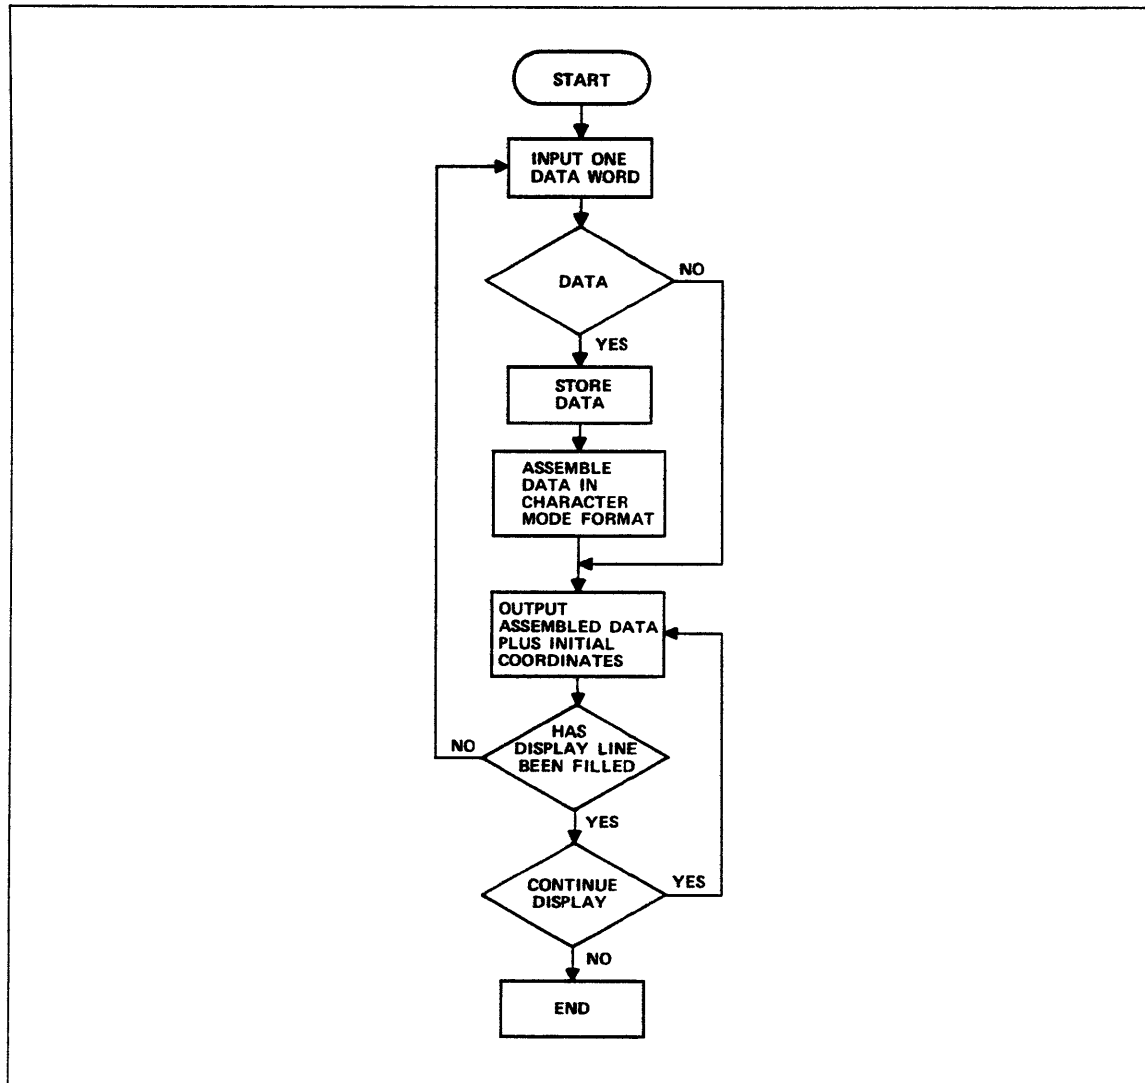 START
INPUT ONE
DATA WORD
DATA
NO
YES
STORE
DATA
ASSEMBLE
DATA IN
CHARACTER
MODE FORMAT
OUTPUT
ASSEMBLED DATA
PLUS INITIAL
COORDINATES
HAS
DISPLAY LINE
BEEN FILLED
NO
YES
CONTINUE
DISPLAY
YES
NO
END